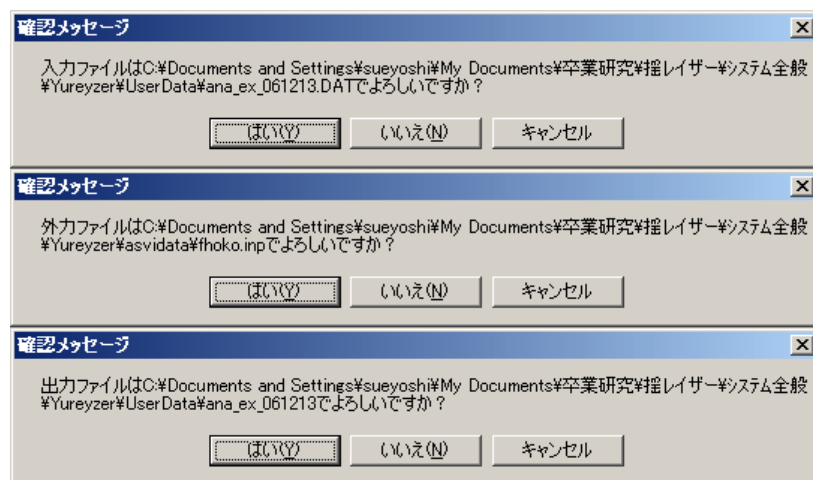 確認メッセージ
入力ファイルはC:¥Documents and Settings¥sueyoshi¥My Documents¥卒業研究¥揺レイザー¥システム全般
¥Yureyzer¥UserData¥ana_ex_061213.DATでよろしいですか？
はい(Y) いいえ(N) キャンセル
確認メッセージ
外力ファイルはC:¥Documents and Settings¥sueyoshi¥My Documents¥卒業研究¥揺レイザー¥システム全般
¥Yureyzer¥asvidata¥fhoko.inpでよろしいですか？
はい(Y) いいえ(N) キャンセル
確認メッセージ
出力ファイルはC:¥Documents and Settings¥sueyoshi¥My Documents¥卒業研究¥揺レイザー¥システム全般
¥Yureyzer¥UserData¥ana_ex_061213でよろしいですか？
はい(Y) いいえ(N) キャンセル